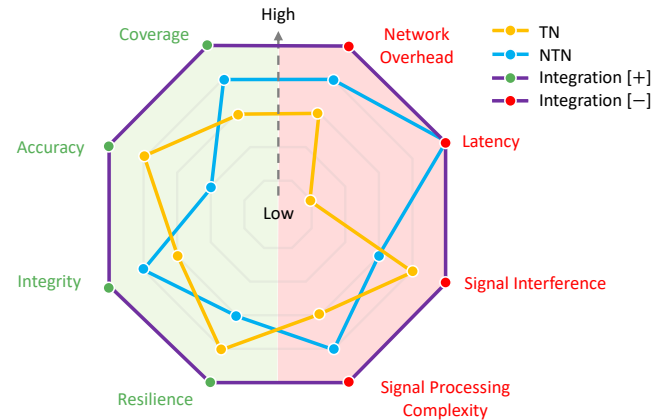 High
Coverage
Network
Overhead
TN
NTN
Integration [+]
Integration [−]
Accuracy
Latency
Low
Integrity
Signal Interference
Resilience
Signal Processing
Complexity